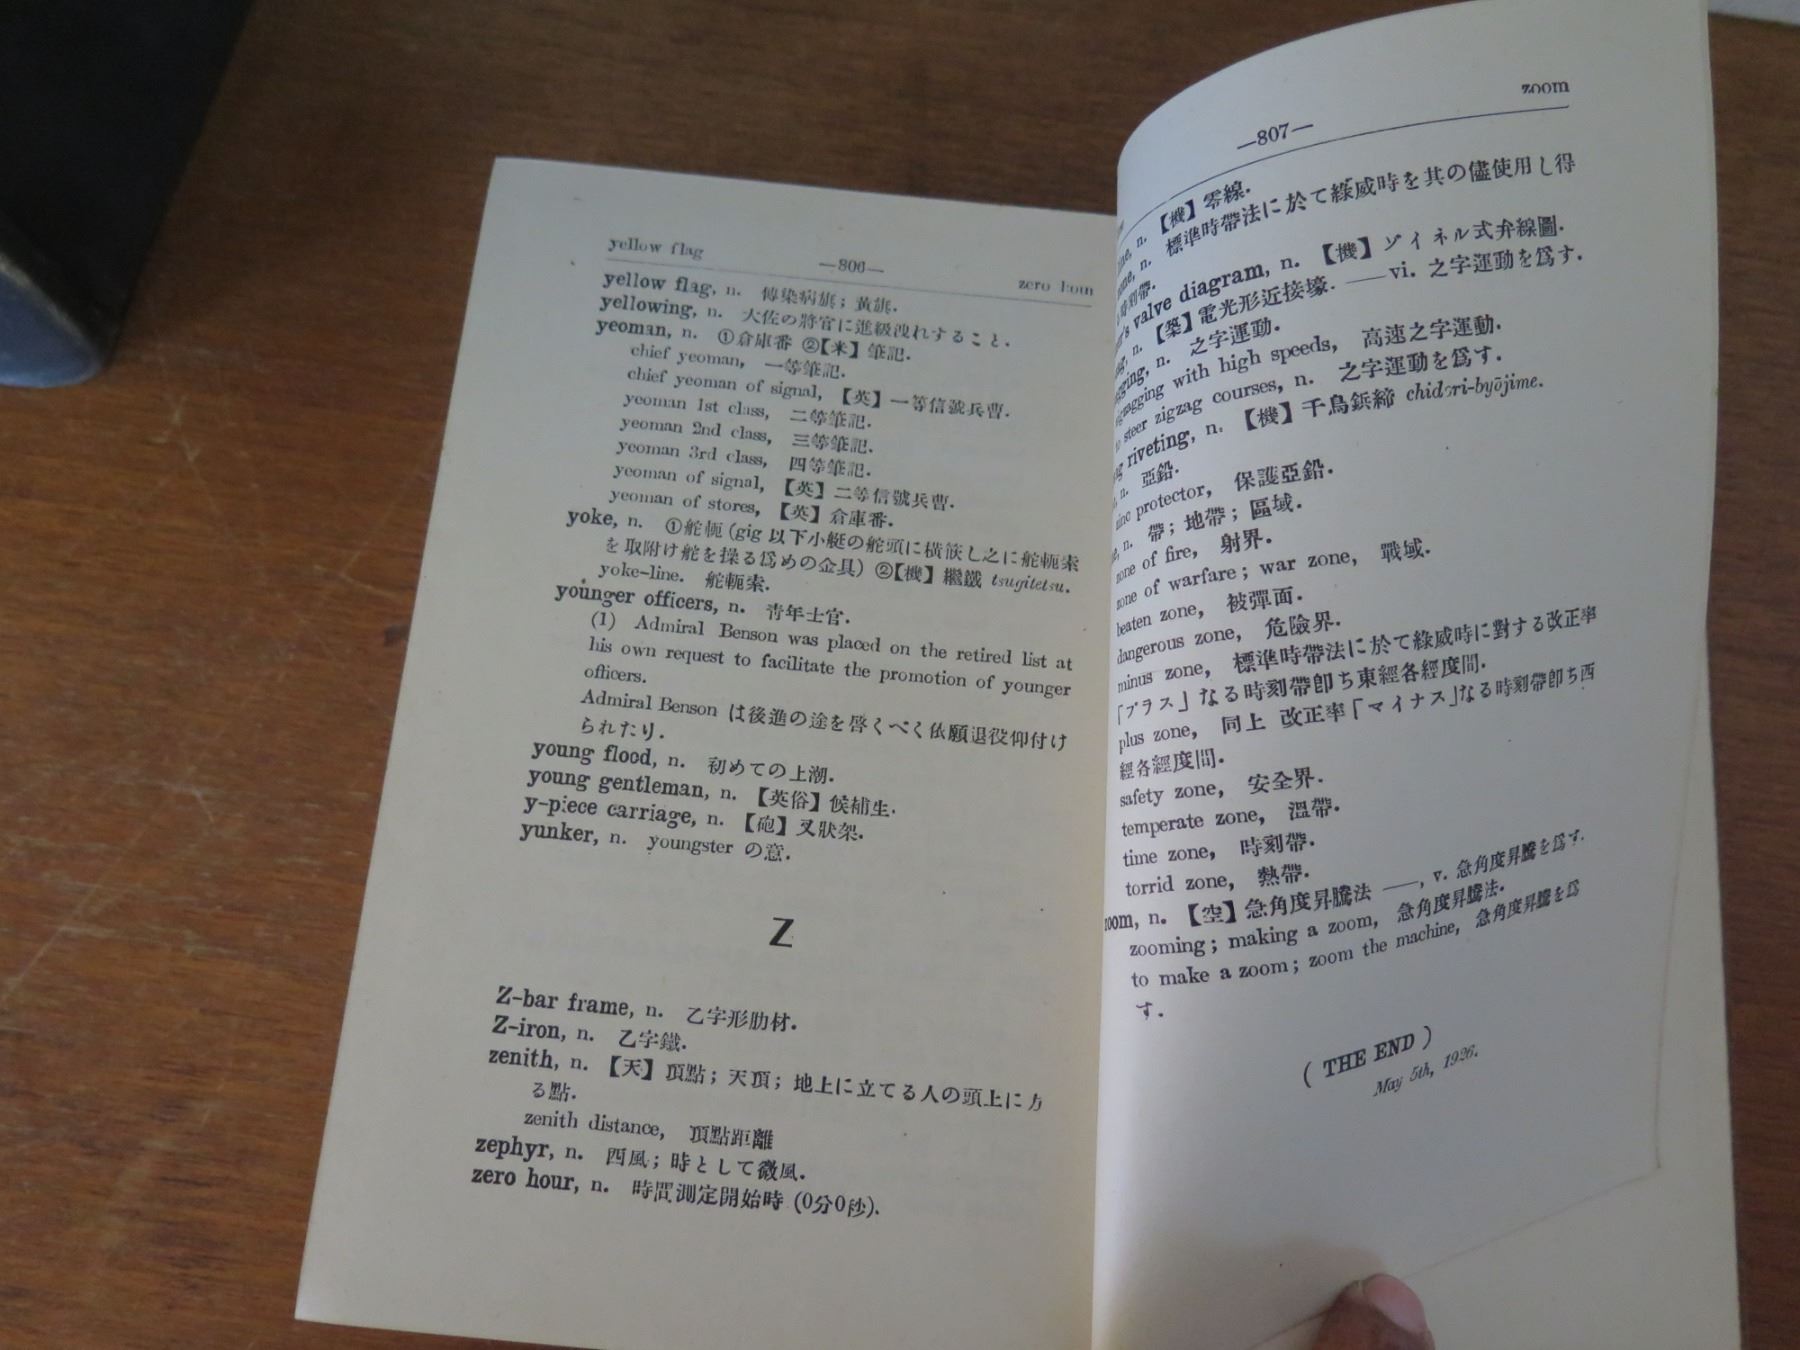 yellow flag
—806—
zero hour
yellow flag, n. 傳染病旗；黃旗.
yellowing, n. 大佐の將官に進級洩れすること.
yeoman, n. ①倉庫番 ②【米】筆記.
chief yeoman, 一等筆記.
chief yeoman of signal, 【英】一等信號兵曹.
yeoman 1st class, 二等筆記.
yeoman 2nd class, 三等筆記.
yeoman 3rd class, 四等筆記.
yeoman of signal, 【英】二等信號兵曹.
yeoman of stores, 【英】倉庫番.
yoke, n. ①舵軛 (gig 以下小艇の舵頭に橫篏し之に舵軛索
を取附け舵を操る爲めの金具) ②【機】繼鐵 tsugitetsu.
yoke-line. 舵軛索.
younger officers, n. 靑年士官.
(1) Admiral Benson was placed on the retired list at
his own request to facilitate the promotion of younger
officers.
Admiral Benson は後進の途を啓くべく依願退役仰付け
られたり.
young flood, n. 初めての上潮.
young gentleman, n. 【英俗】候補生.
y-piece carriage, n. 【砲】叉狀架.
yunker, n. youngster の意.
Z
Z-bar frame, n. 乙字形肋材.
Z-iron, n. 乙字鐵.
zenith, n. 【天】頂點；天頂；地上に立てる人の頭上に
る點.
zenith distance, 頂點距離
zephyr, n. 西風；時として微風.
zero hour, n. 時間測定開始時 (0分0秒).
—807—
zoom
n. 【機】零線.
n. 標準時帶法に於て綠威時を其の儘使用し得
時刻帶.
valve diagram, n. 【機】ゾイネル式弁線圖.
n. 【築】電光形近接壕. ——vi. 之字運動を爲す.
n. 之字運動.
with high speeds, 高速之字運動.
steer zigzag courses, n. 之字運動を爲す.
riveting, n. 【機】千鳥鋲締 chidori-byōjime.
n. 亞鉛.
protector, 保護亞鉛.
n. 帶；地帶；區域.
zone of fire, 射界.
zone of warfare; war zone, 戰域.
beaten zone, 被彈面.
dangerous zone, 危險界.
minus zone, 標準時帶法に於て綠威時に對する改正率
「プラス」なる時刻帶卽ち東經各經度間.
plus zone, 同上 改正率「マイナス」なる時刻帶卽ち西
經各經度間.
safety zone, 安全界.
temperate zone, 溫帶.
time zone, 時刻帶.
torrid zone, 熱帶.
zoom, n. 【空】急角度昇騰法 ——, v. 急角度昇騰を爲す.
zooming; making a zoom, 急角度昇騰法.
to make a zoom; zoom the machine, 急角度昇騰を爲
す.
( THE END )
May 5th, 1926.